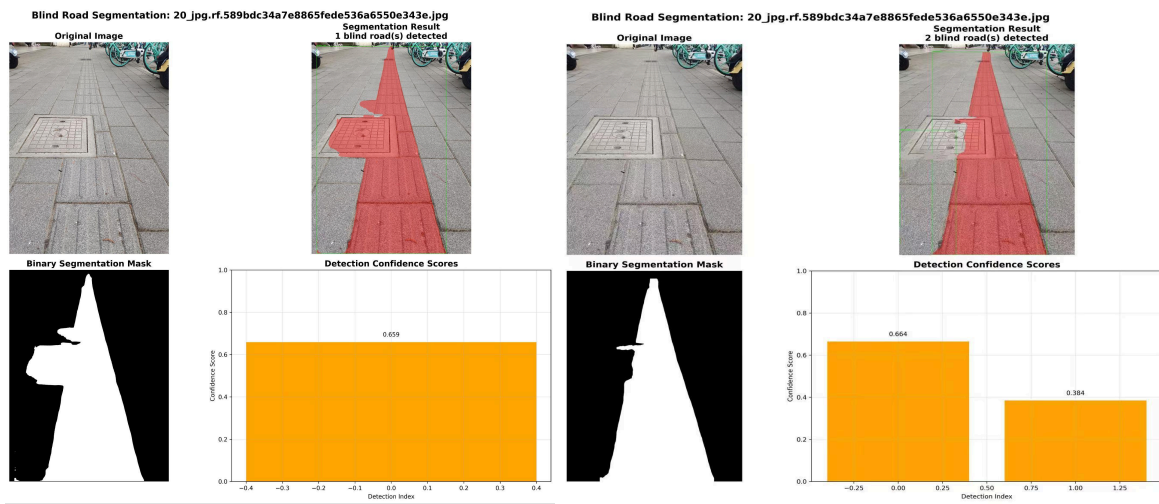 Blind Road Segmentation: 20_jpg.rf.589bdc34a7e8865fede536a6550e343e.jpg
Original Image
Segmentation Result
1 blind road(s) detected
Binary Segmentation Mask
Detection Confidence Scores
1.0
0.8
0.6
0.4
0.2
0.0
Confidence Score
0.659
−0.4 −0.3 −0.2 −0.1 0.0 0.1 0.2 0.3 0.4
Detection Index
Blind Road Segmentation: 20_jpg.rf.589bdc34a7e8865fede536a6550e343e.jpg
Original Image
Segmentation Result
2 blind road(s) detected
Binary Segmentation Mask
Detection Confidence Scores
1.0
0.8
0.6
0.4
0.2
0.0
Confidence Score
0.664
0.384
−0.25 0.00 0.25 0.50 0.75 1.00 1.25
Detection Index